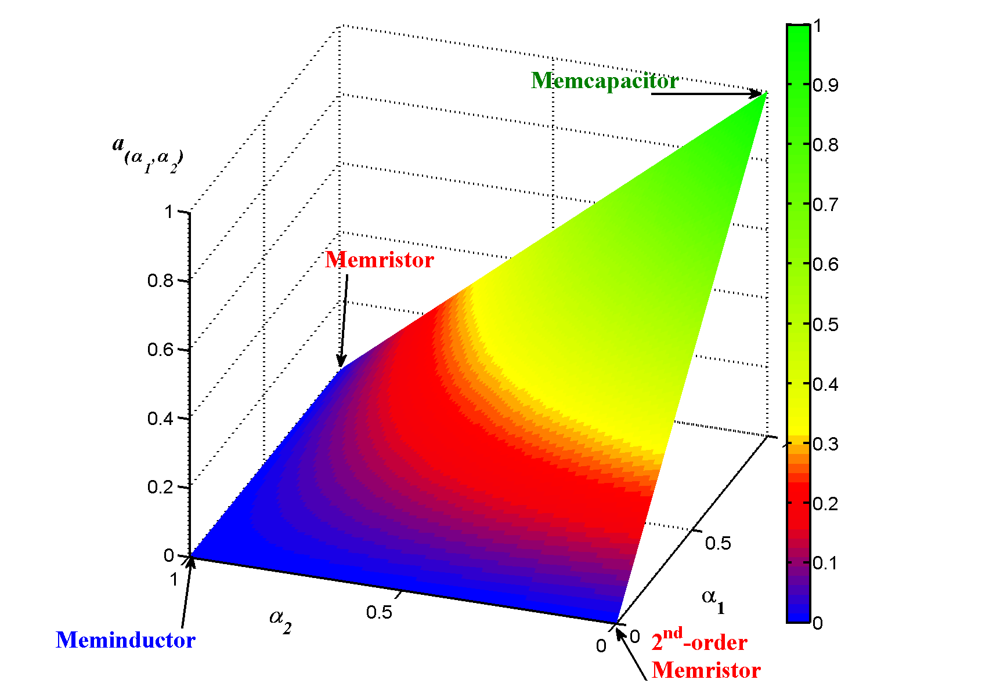 Memcapacitor
a(α1,α2)
Memristor
1
0.8
0.6
0.4
0.2
0
1
0.5
0
α2
0
0.5
α1
1
0.9
0.8
0.7
0.6
0.5
0.4
0.3
0.2
0.1
0
Meminductor
2nd-order
Memristor